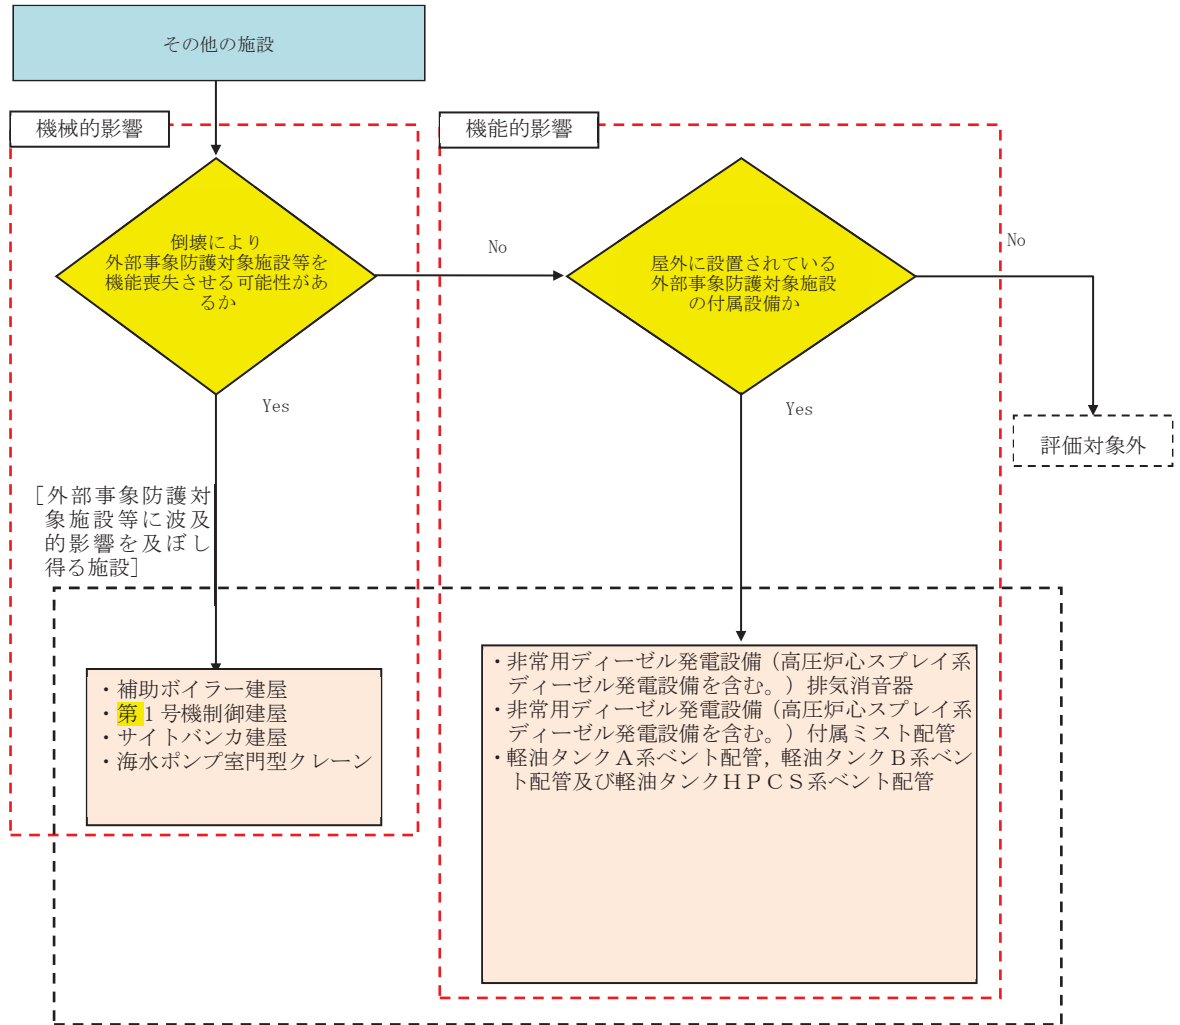 その他の施設
機械的影響
機能的影響
倒壊により
外部事象防護対象施設等を
機能喪失させる可能性があ
るか
No
屋外に設置されている
外部事象防護対象施設
の付属設備か
No
Yes
Yes
評価対象外
[外部事象防護対
象施設等に波及
的影響を及ぼし
得る施設]
・補助ボイラー建屋
・第１号機制御建屋
・サイトバンカ建屋
・海水ポンプ室門型クレーン
・非常用ディーゼル発電設備（高圧炉心スプレイ系
ディーゼル発電設備を含む。）排気消音器
・非常用ディーゼル発電設備（高圧炉心スプレイ系
ディーゼル発電設備を含む。）付属ミスト配管
・軽油タンクＡ系ベント配管，軽油タンクＢ系ベン
ト配管及び軽油タンクＨＰＣＳ系ベント配管